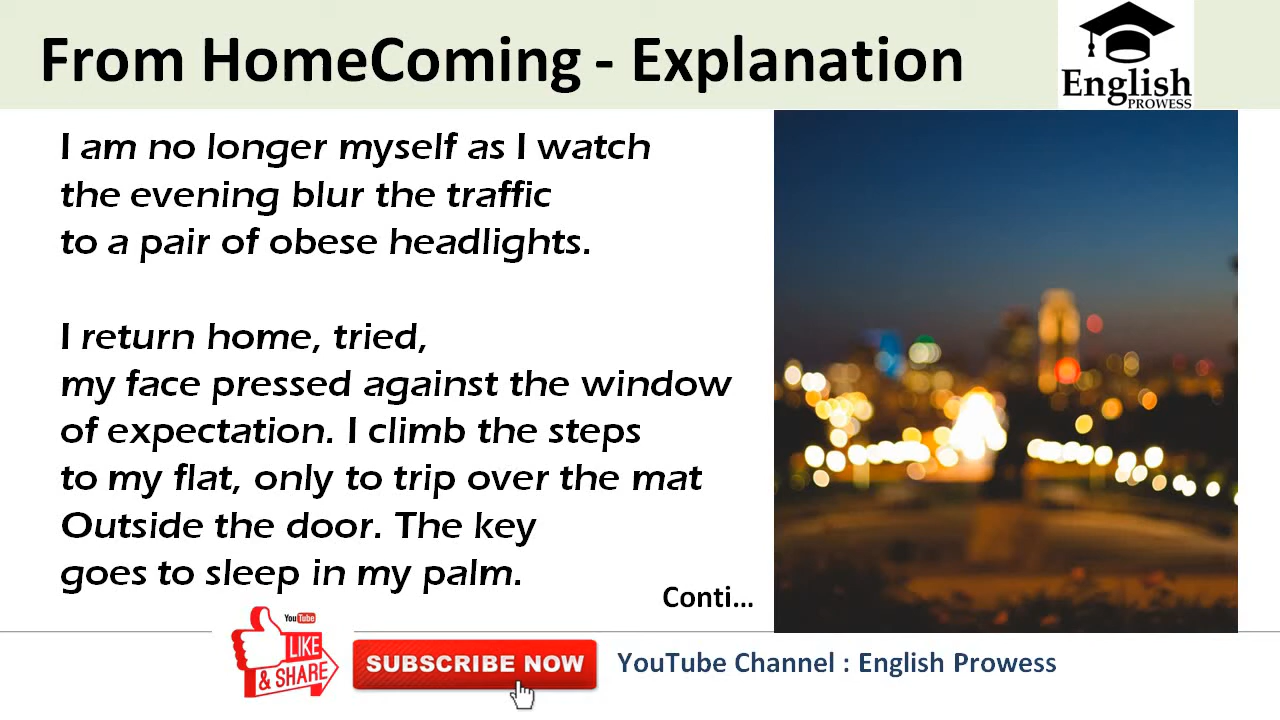 From HomeComing - Explanation
English
PROWESS
I am no longer myself as I watch
the evening blur the traffic
to a pair of obese headlights.
I return home, tried,
my face pressed against the window
of expectation. I climb the steps
to my flat, only to trip over the mat
Outside the door. The key
goes to sleep in my palm.
Conti...
YouTube
LIKE
& SHARE
SUBSCRIBE NOW
YouTube Channel : English Prowess